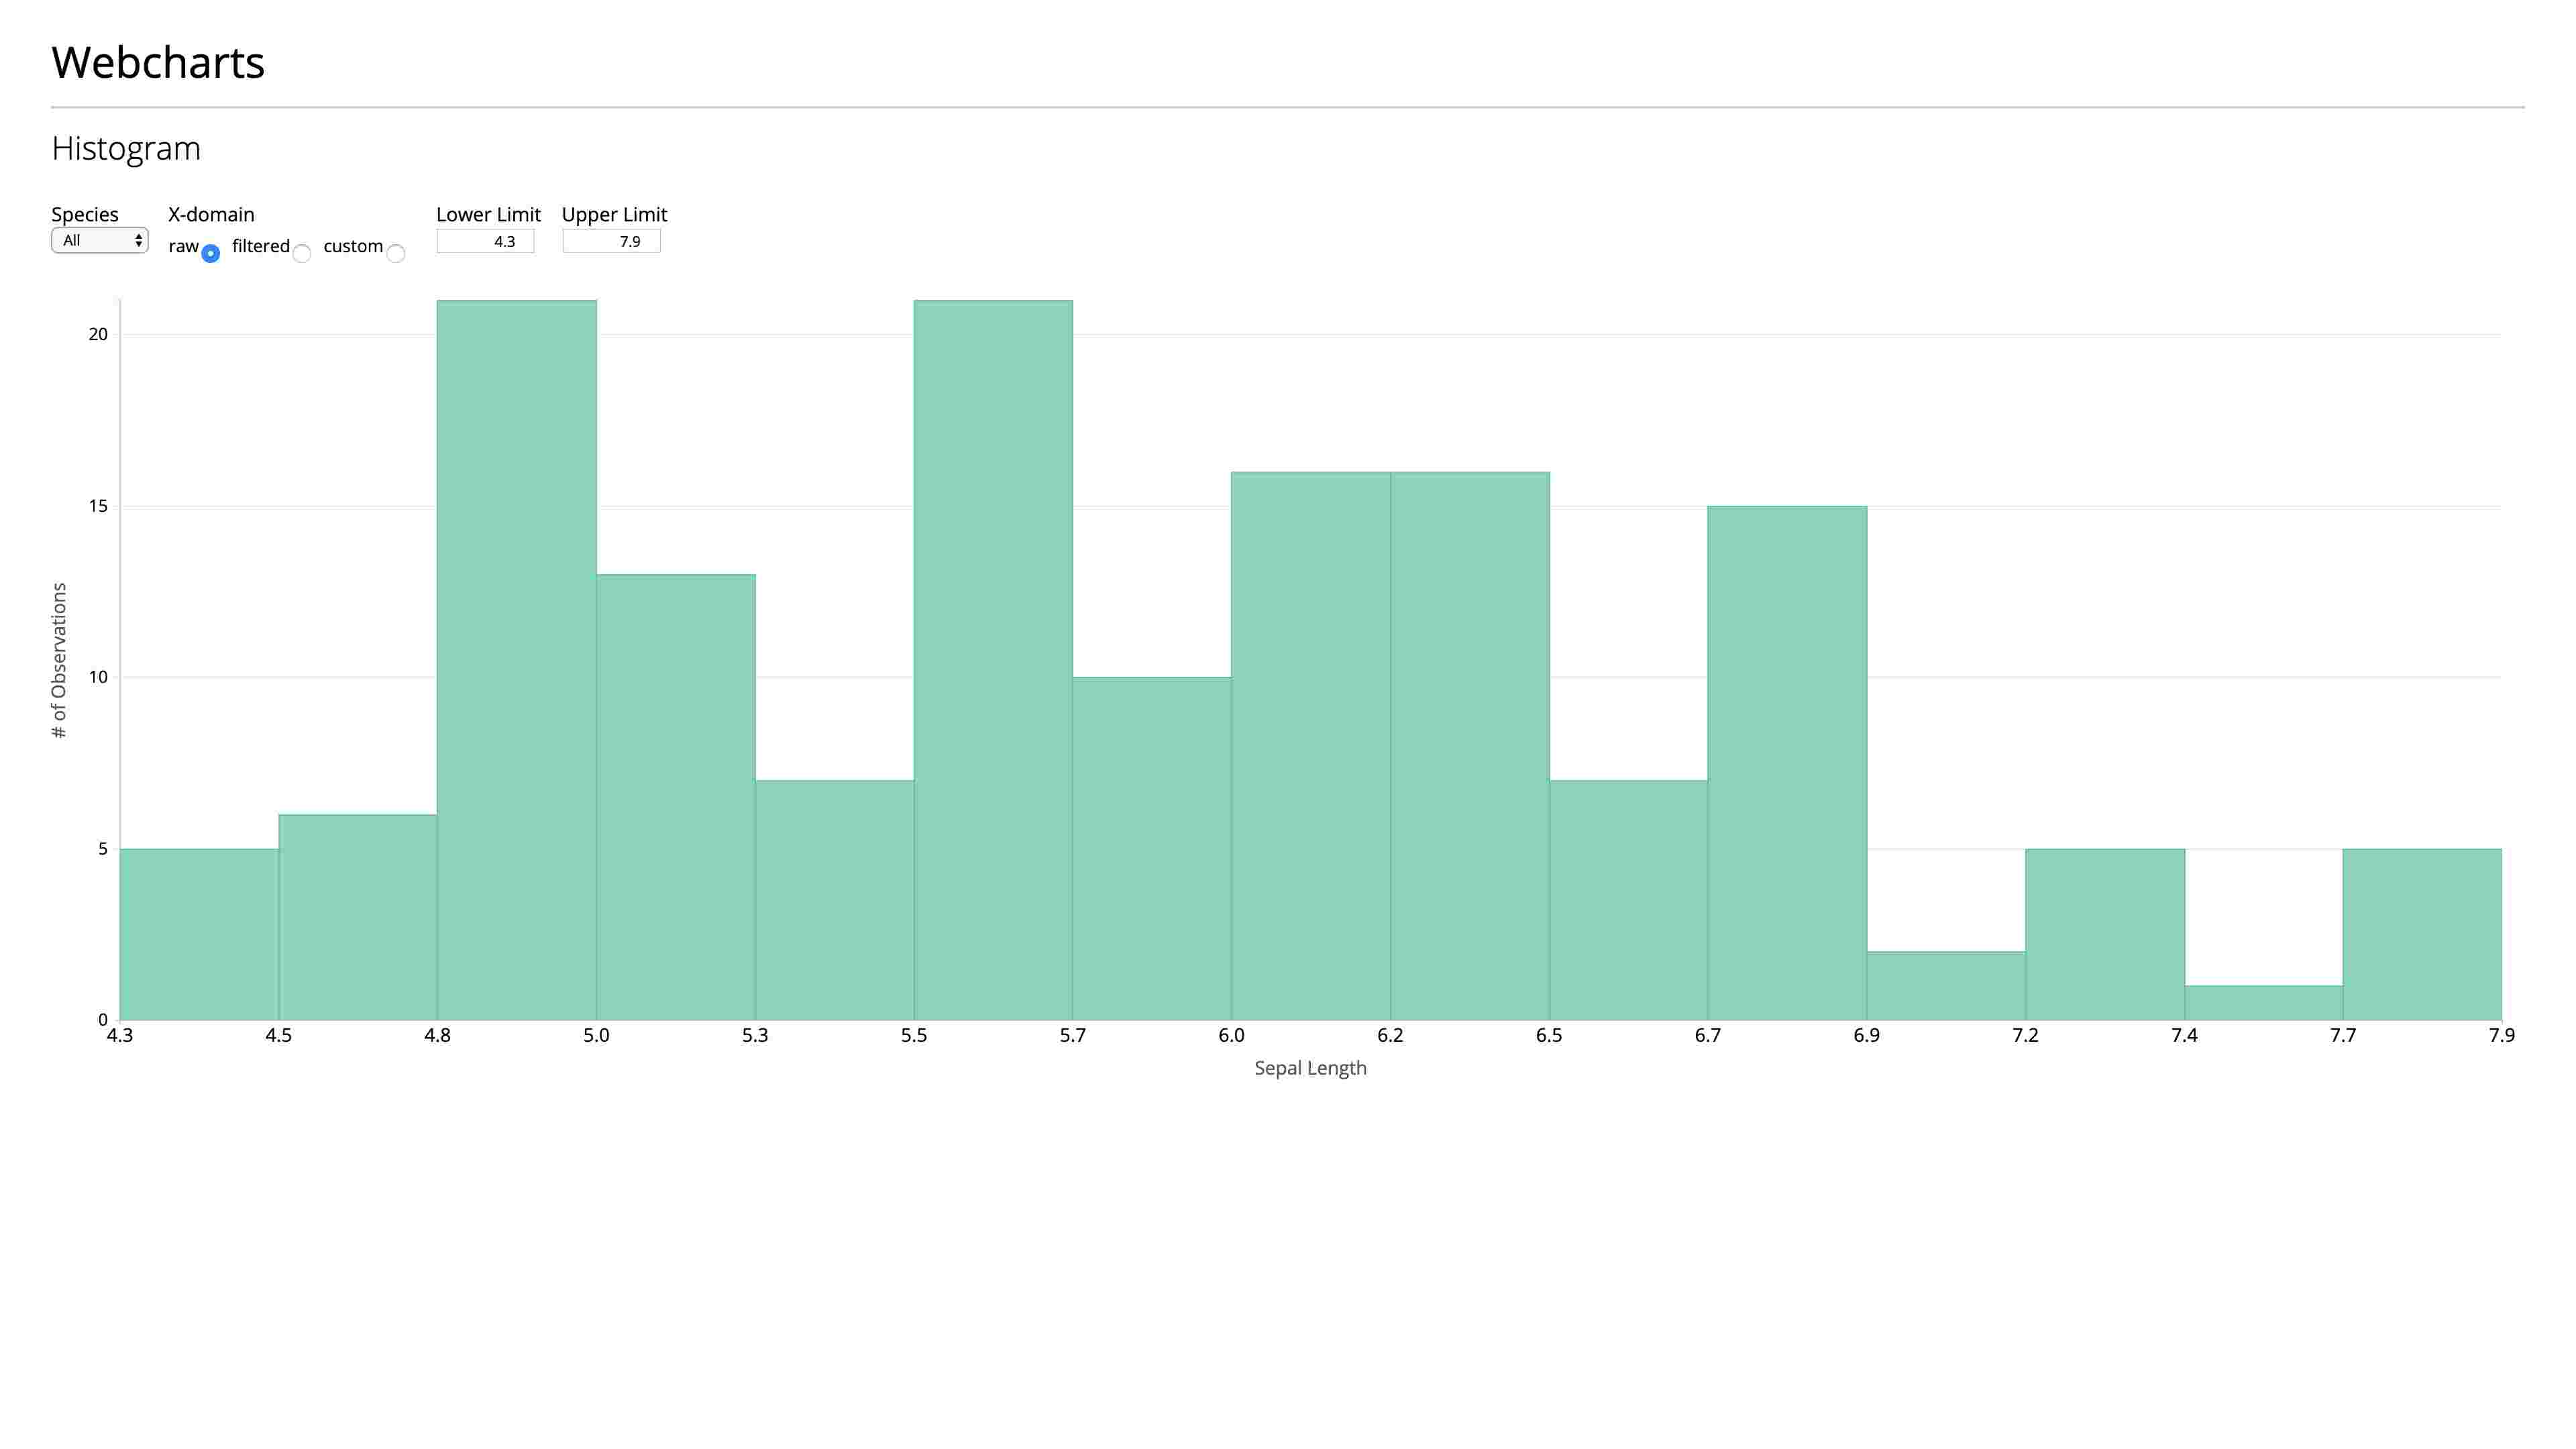 Webcharts
Histogram
Species X-domain Lower Limit Upper Limit
All raw filtered custom 4.3 7.9
20
15
10
5
0
# of Observations
4.3 4.5 4.8 5.0 5.3 5.5 5.7 6.0 6.2 6.5 6.7 6.9 7.2 7.4 7.7 7.9
Sepal Length